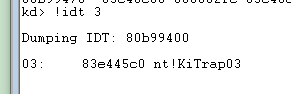 kd> !idt 3
Dumping IDT: 80b99400
03: 83e445c0 nt!KiTrap03